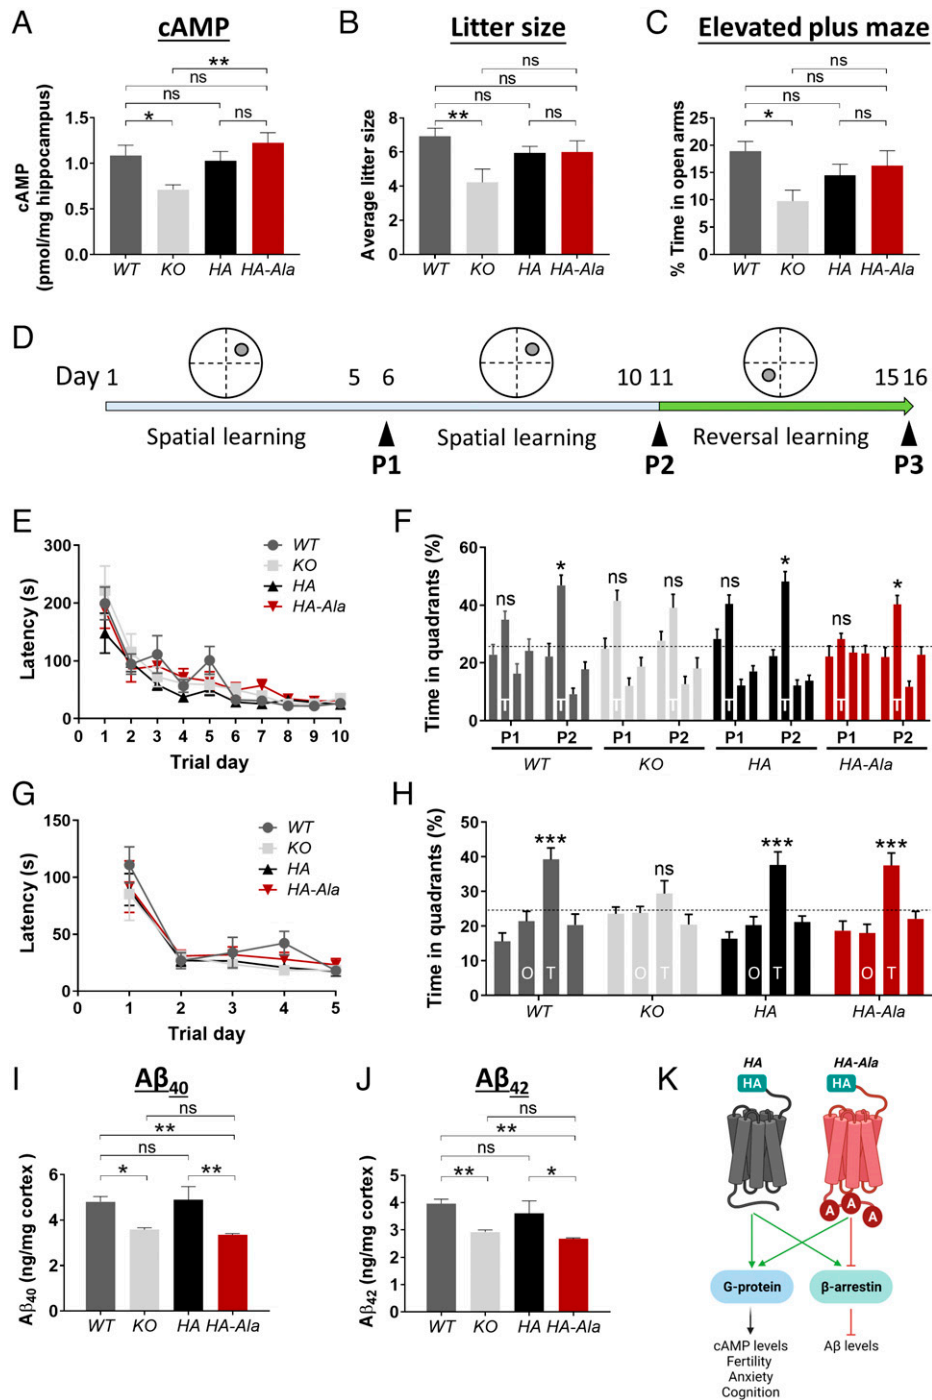 A
cAMP
**
ns
ns
*
ns
cAMP
(pmol/mg hippocampus)
1.5
1.0
0.5
0.0
WT KO HA HA-Ala
B
Litter size
ns
ns
ns
**
ns
Average litter size
8
6
4
2
0
WT KO HA HA-Ala
C
Elevated plus maze
ns
ns
ns
*
ns
% Time in open arms
25
20
15
10
5
0
WT KO HA HA-Ala
D
Day 1 5 6 10 11 15 16
Spatial learning Spatial learning Reversal learning
P1 P2 P3
E
Latency (s)
300
200
100
0
0 1 2 3 4 5 6 7 8 9 10
Trial day
WT
KO
HA
HA-Ala
F
Time in quadrants (%)
60
40
20
0
ns * ns ns ns * ns *
T T T T T T T T
P1 P2 P1 P2 P1 P2 P1 P2
WT KO HA HA-Ala
G
Latency (s)
150
100
50
0
0 1 2 3 4 5
Trial day
WT
KO
HA
HA-Ala
H
Time in quadrants (%)
50
40
30
20
10
0
*** ns *** ***
O T O T O T O T
WT KO HA HA-Ala
I
Aβ40
ns
**
ns
* **
Aβ40 (ng/mg cortex)
6
4
2
0
WT KO HA HA-Ala
J
Aβ42
ns
**
ns
** *
Aβ42 (ng/mg cortex)
5
4
3
2
1
0
WT KO HA HA-Ala
K
HA HA-Ala
HA HA
A A A
G-protein β-arrestin
cAMP levels Aβ levels
Fertility
Anxiety
Cognition